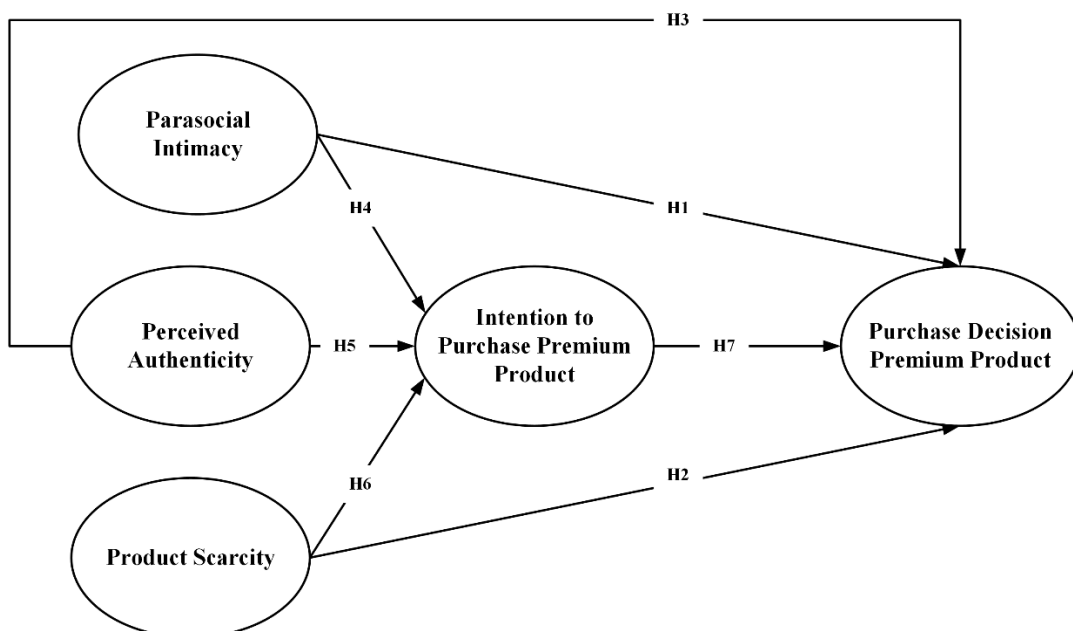 H3
Parasocial
Intimacy
H4
H1
Perceived
Authenticity
H5
Intention to
Purchase Premium
Product
H7
Purchase Decision
Premium Product
H6
H2
Product Scarcity